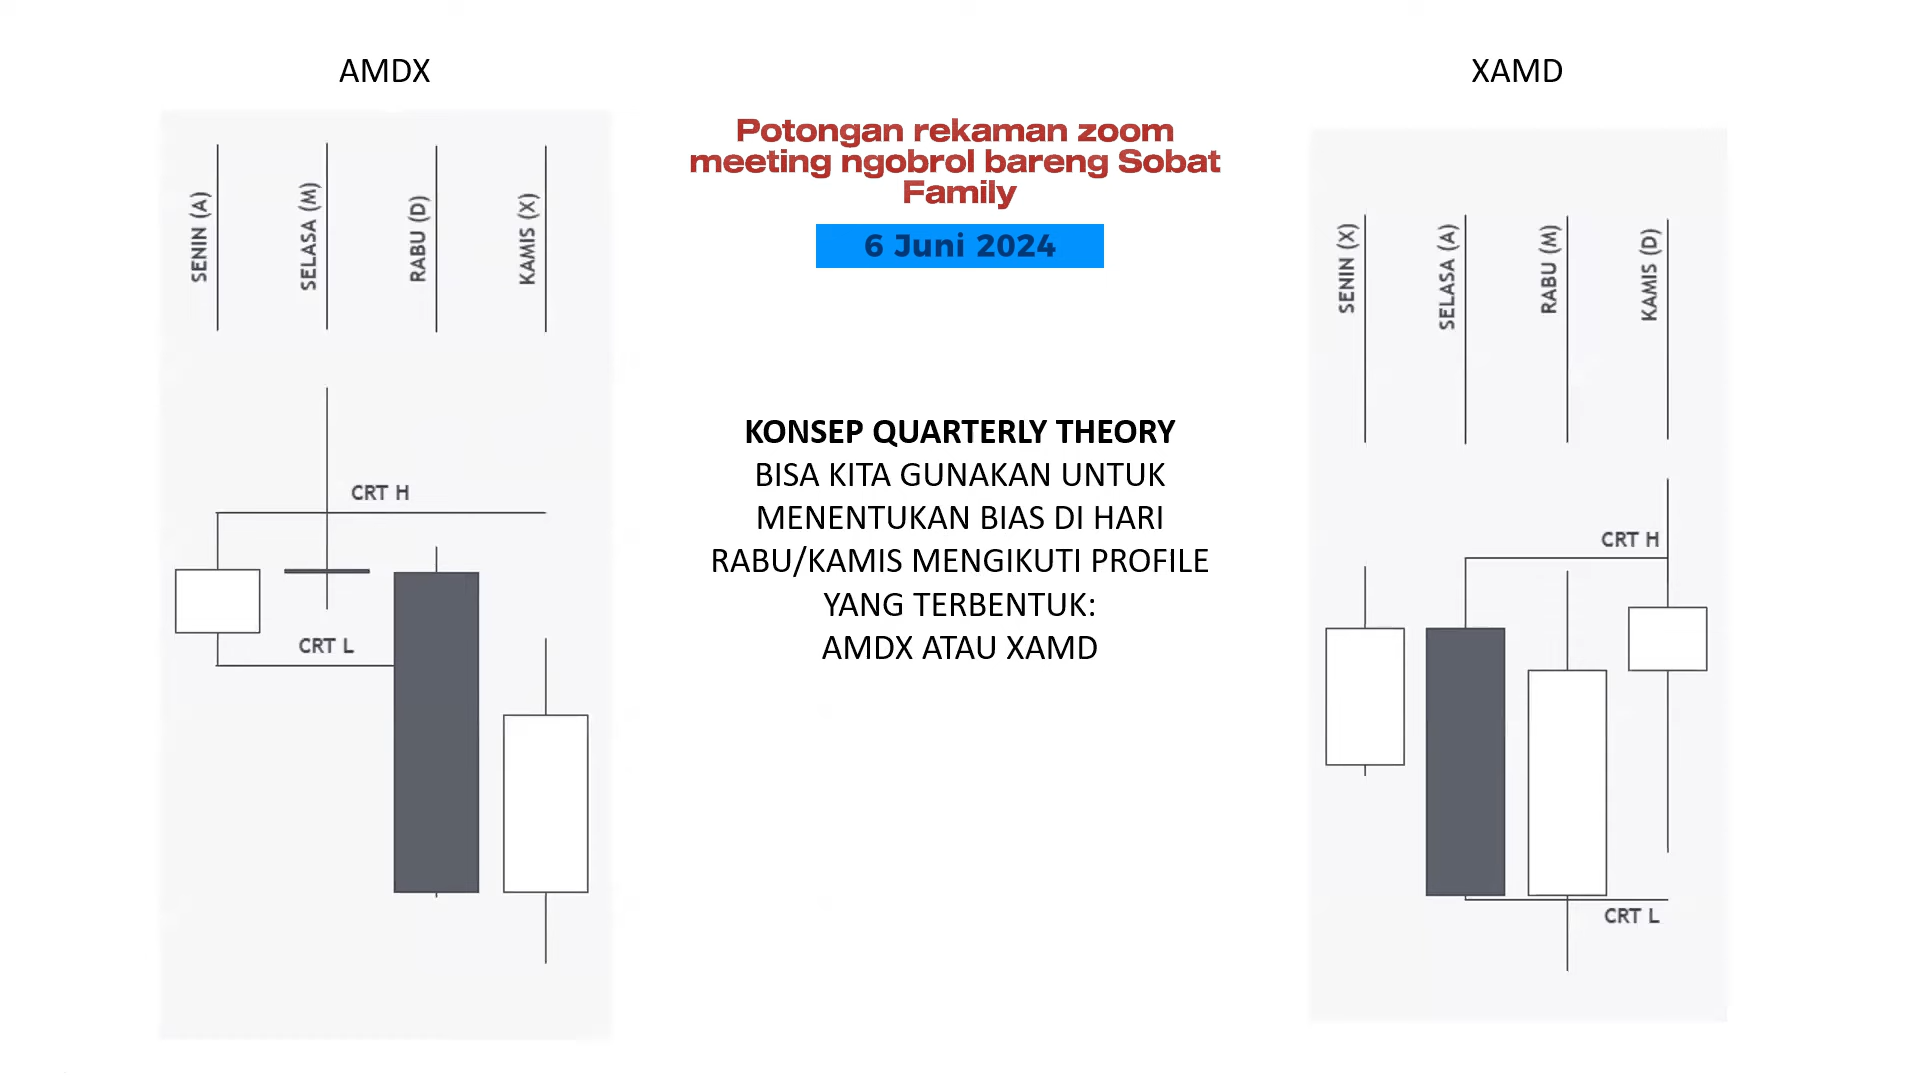 AMDX
SENIN (A)
SELASA (M)
RABU (D)
KAMIS (X)
CRT H
CRT L
Potongan rekaman zoom
meeting ngobrol bareng Sobat
Family
6 Juni 2024
KONSEP QUARTERLY THEORY
BISA KITA GUNAKAN UNTUK
MENENTUKAN BIAS DI HARI
RABU/KAMIS MENGIKUTI PROFILE
YANG TERBENTUK:
AMDX ATAU XAMD
XAMD
SENIN (X)
SELASA (A)
RABU (M)
KAMIS (D)
CRT H
CRT L